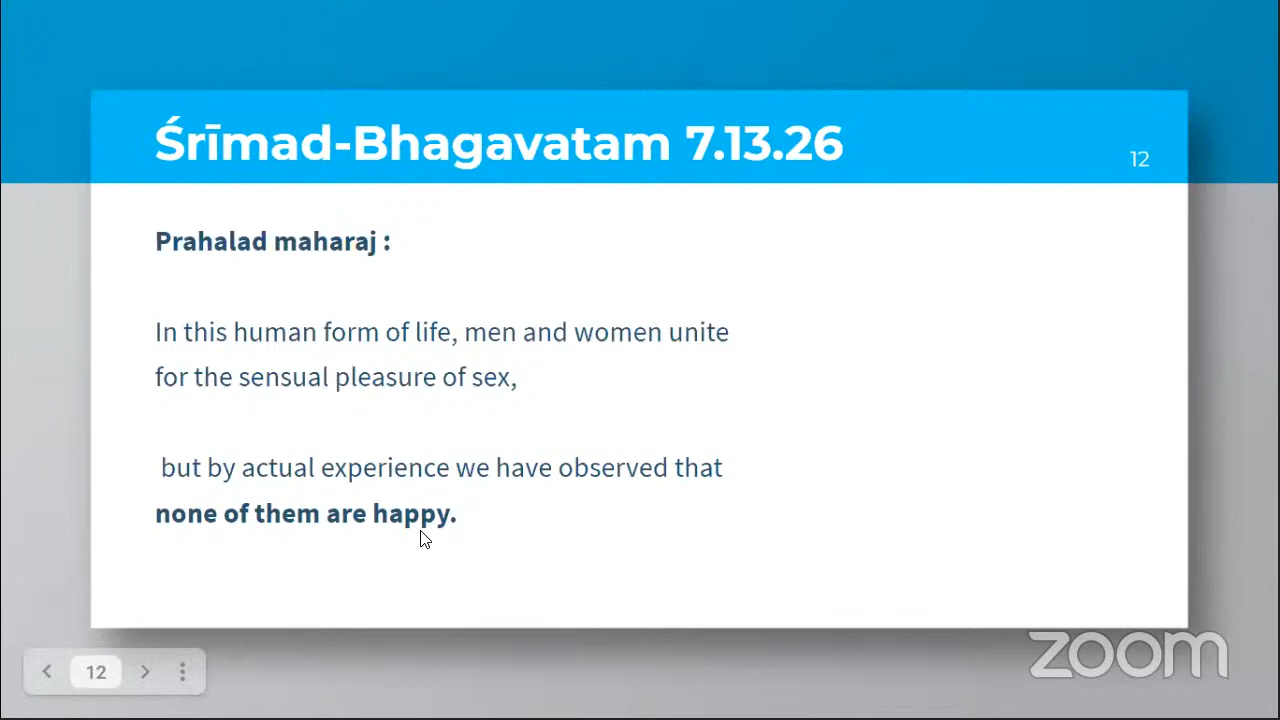 Śrīmad-Bhagavatam 7.13.26
12
Prahalad maharaj :
In this human form of life, men and women unite
for the sensual pleasure of sex,
but by actual experience we have observed that
none of them are happy.
12
zoom